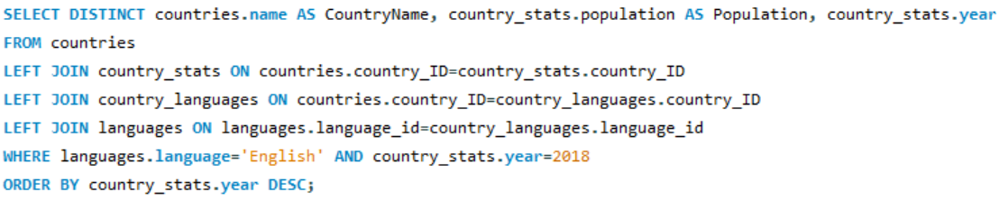 SELECT DISTINCT countries.name AS CountryName, country_stats.population AS Population, country_stats.year
FROM countries
LEFT JOIN country_stats ON countries.country_ID=country_stats.country_ID
LEFT JOIN country_languages ON countries.country_ID=country_languages.country_ID
LEFT JOIN languages ON languages.language_id=country_languages.language_id
WHERE languages.language='English' AND country_stats.year=2018
ORDER BY country_stats.year DESC;